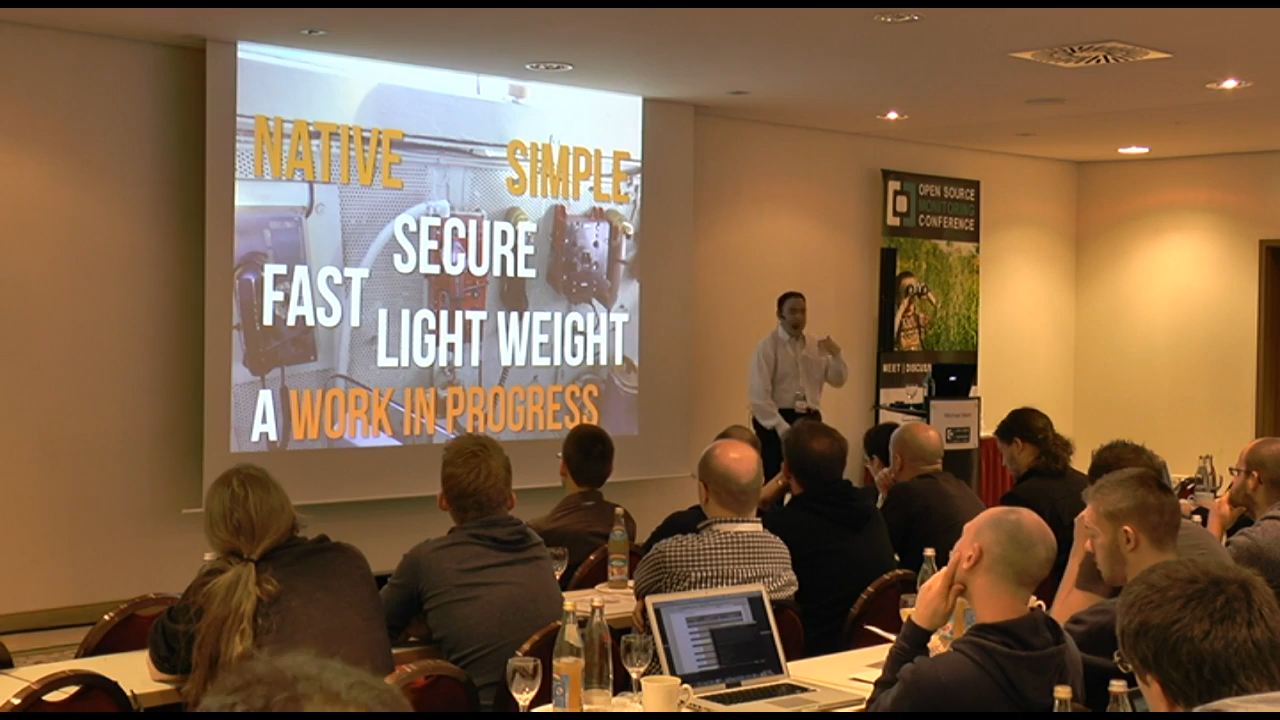 NATIVE
SIMPLE
SECURE
FAST
LIGHT WEIGHT
A WORK IN PROGRESS
OPEN SOURCE
MONITORING
CONFERENCE
MEET | DISCUSS